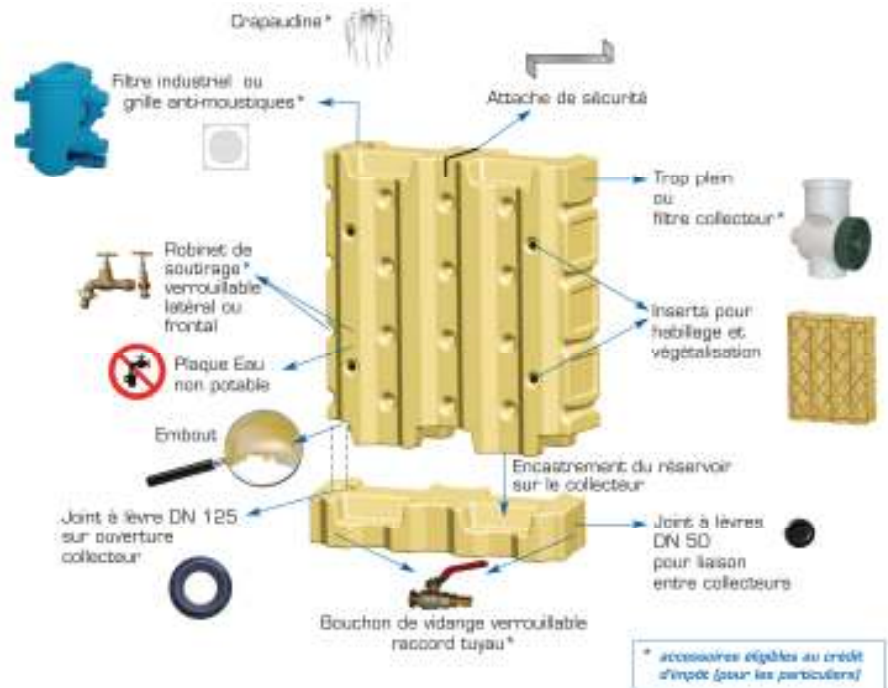 Crapaudine*
Attache de sécurité
Filtre industriel ou
grille anti-moustiques*
Trop plein
ou
filtre collecteur*
Robinet de
soutirage*
verrouillable
latéral ou
frontal
Inserts pour
habillage et
végétalisation
Plaque Eau
non potable
Embout
Encastrement du réservoir
sur le collecteur
Joint à lèvre DN 125
sur ouverture
collecteur
Joint à lèvres
DN 50
pour liaison
entre collecteurs
Bouchon de vidange verrouillable
raccord tuyau*
* accessoires éligibles au crédit
d'impôt (pour les particuliers)